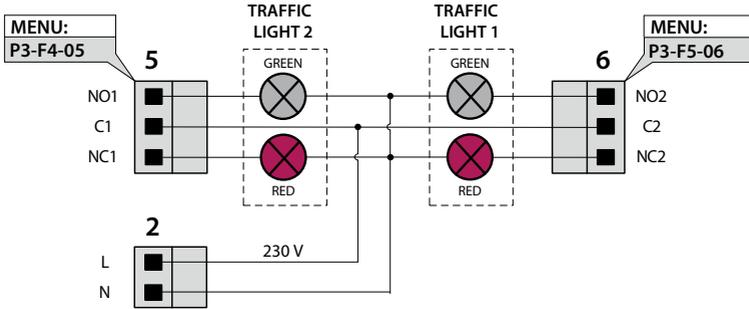 MENU:
P3-F4-05
TRAFFIC
LIGHT 2
TRAFFIC
LIGHT 1
MENU:
P3-F5-06
5
GREEN
GREEN
6
NO1
NO2
C1
C2
NC1
NC2
RED
RED
2
L
230 V
N